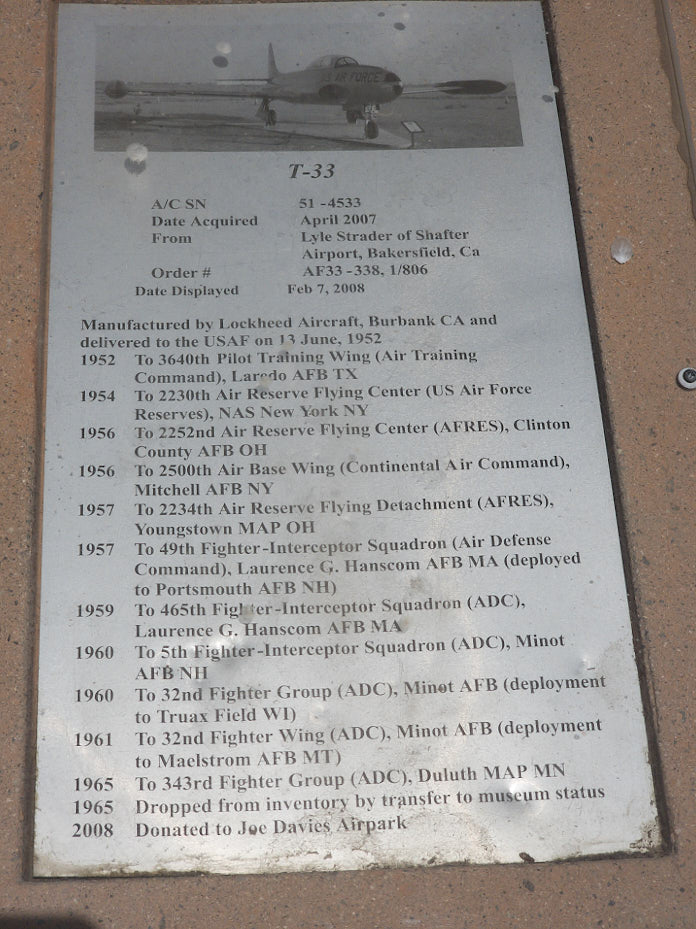 US AIR FORCE
T-33
A/C SN 51-4533
Date Acquired April 2007
From Lyle Strader of Shafter
Airport, Bakersfield, Ca
Order # AF33-338, 1/806
Date Displayed Feb 7, 2008
Manufactured by Lockheed Aircraft, Burbank CA and
delivered to the USAF on 13 June, 1952
1952 To 3640th Pilot Training Wing (Air Training
Command), Laredo AFB TX
1954 To 2230th Air Reserve Flying Center (US Air Force
Reserves), NAS New York NY
1956 To 2252nd Air Reserve Flying Center (AFRES), Clinton
County AFB OH
1956 To 2500th Air Base Wing (Continental Air Command),
Mitchell AFB NY
1957 To 2234th Air Reserve Flying Detachment (AFRES),
Youngstown MAP OH
1957 To 49th Fighter-Interceptor Squadron (Air Defense
Command), Laurence G. Hanscom AFB MA (deployed
to Portsmouth AFB NH)
1959 To 465th Fighter-Interceptor Squadron (ADC),
Laurence G. Hanscom AFB MA
1960 To 5th Fighter-Interceptor Squadron (ADC), Minot
AFB NH
1960 To 32nd Fighter Group (ADC), Minot AFB (deployment
to Truax Field WI)
1961 To 32nd Fighter Wing (ADC), Minot AFB (deployment
to Maelstrom AFB MT)
1965 To 343rd Fighter Group (ADC), Duluth MAP MN
1965 Dropped from inventory by transfer to museum status
2008 Donated to Joe Davies Airpark